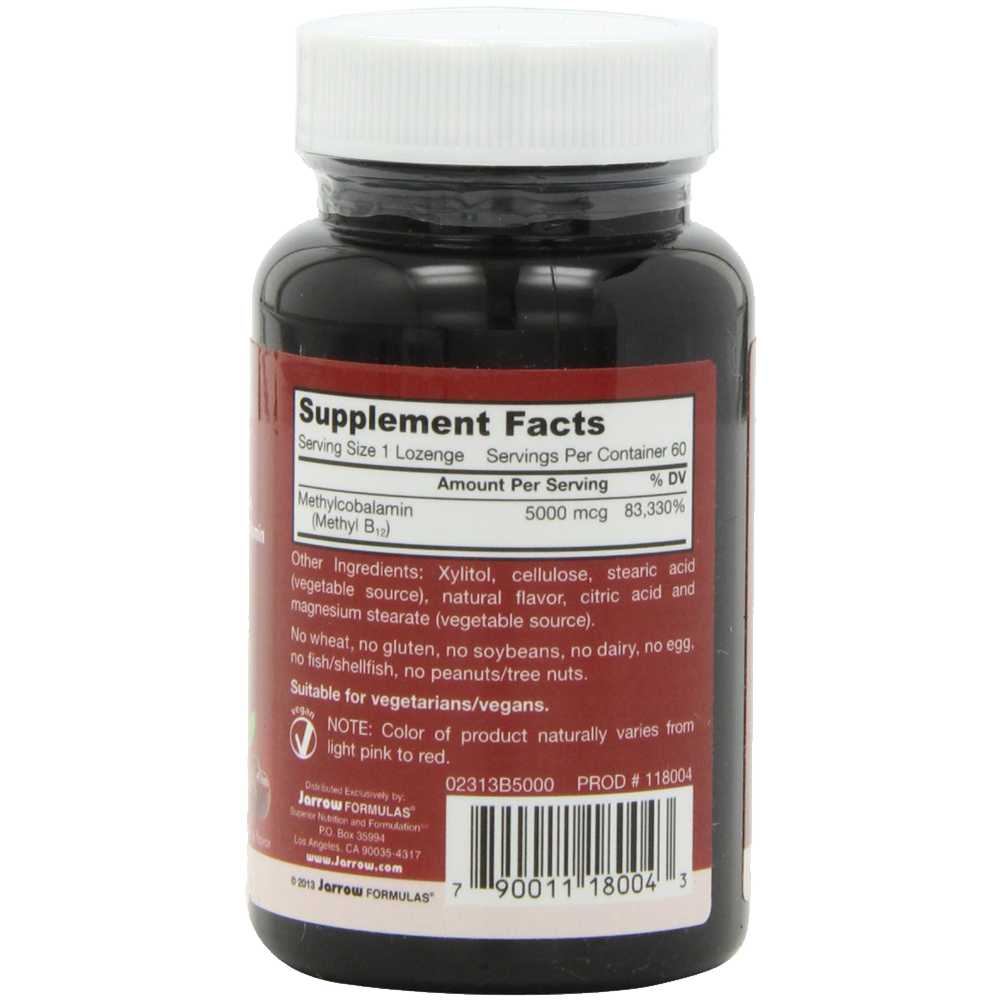 Supplement Facts
Serving Size 1 Lozenge Servings Per Container 60
Amount Per Serving % DV
Methylcobalamin 5000 mcg 83,330%
(Methyl B12)
Other Ingredients: Xylitol, cellulose, stearic acid
(vegetable source), natural flavor, citric acid and
magnesium stearate (vegetable source).
No wheat, no gluten, no soybeans, no dairy, no egg,
no fish/shellfish, no peanuts/tree nuts.
Suitable for vegetarians/vegans.
vegan
NOTE: Color of product naturally varies from
light pink to red.
02313B5000 PROD # 118004
Distributed Exclusively by:
Jarrow FORMULAS®
Superior Nutrition and Formulation℠
P.O. Box 35994
Los Angeles, CA 90035-4317
www.Jarrow.com
© 2013 Jarrow FORMULAS®
7 90011 18004 3